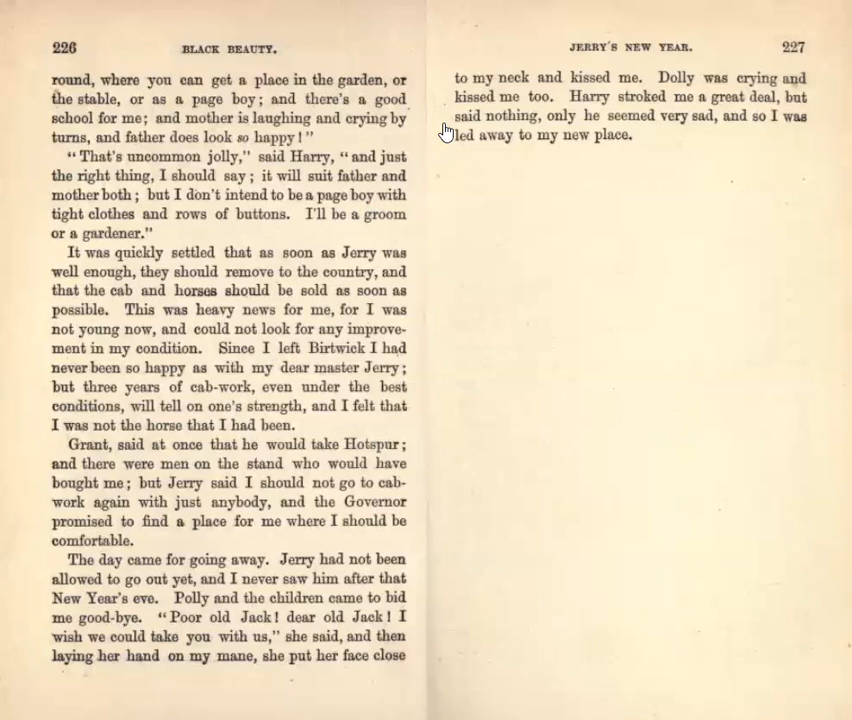 226
BLACK BEAUTY.
round, where you can get a place in the garden, or
the stable, or as a page boy; and there's a good
school for me; and mother is laughing and crying by
turns, and father does look so happy!"
"That's uncommon jolly," said Harry, "and just
the right thing, I should say; it will suit father and
mother both; but I don't intend to be a page boy with
tight clothes and rows of buttons. I'll be a groom
or a gardener."
It was quickly settled that as soon as Jerry was
well enough, they should remove to the country, and
that the cab and horses should be sold as soon as
possible. This was heavy news for me, for I was
not young now, and could not look for any improve-
ment in my condition. Since I left Birtwick I had
never been so happy as with my dear master Jerry;
but three years of cab-work, even under the best
conditions, will tell on one's strength, and I felt that
I was not the horse that I had been.
Grant, said at once that he would take Hotspur;
and there were men on the stand who would have
bought me; but Jerry said I should not go to cab-
work again with just anybody, and the Governor
promised to find a place for me where I should be
comfortable.
The day came for going away. Jerry had not been
allowed to go out yet, and I never saw him after that
New Year's eve. Polly and the children came to bid
me good-bye. "Poor old Jack! dear old Jack! I
wish we could take you with us," she said, and then
laying her hand on my mane, she put her face close
JERRY'S NEW YEAR.
227
to my neck and kissed me. Dolly was crying and
kissed me too. Harry stroked me a great deal, but
said nothing, only he seemed very sad, and so I was
led away to my new place.